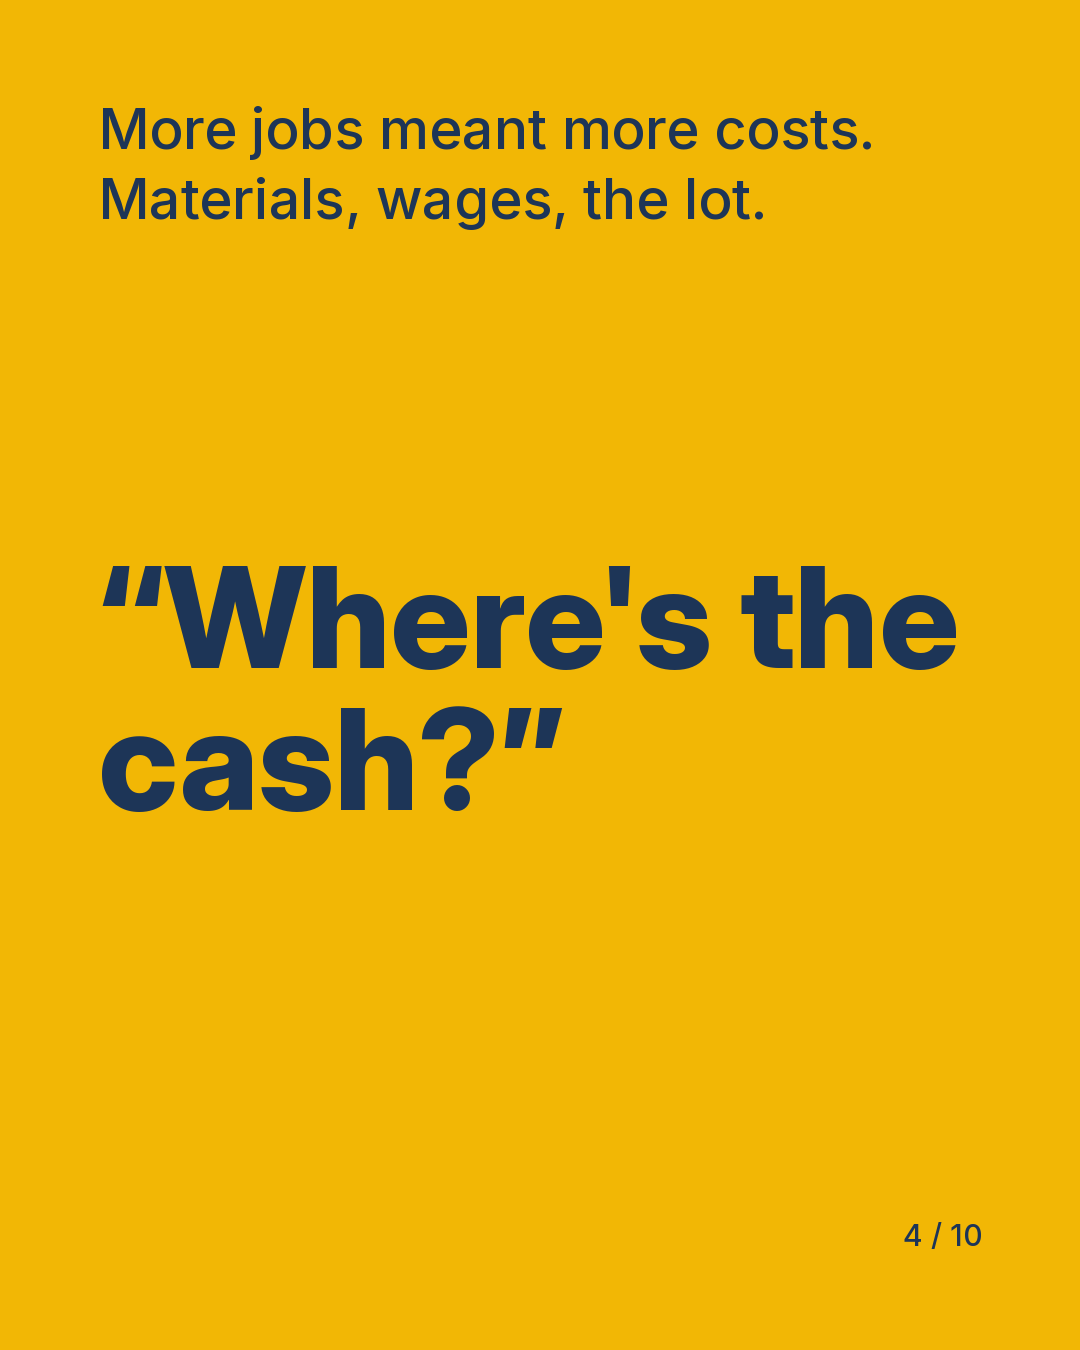 More jobs meant more costs.
Materials, wages, the lot.
“Where's the
cash?”
4 / 10